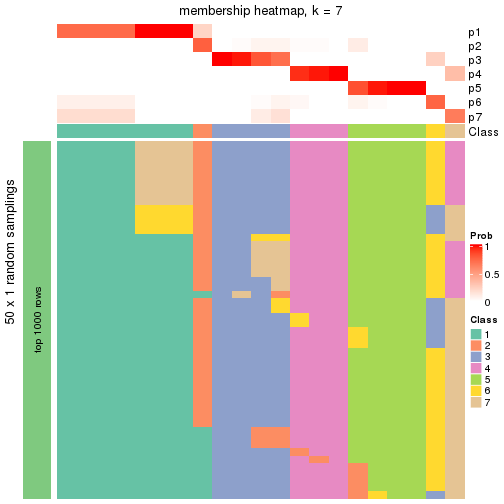 membership heatmap, k = 7
p1
p2
p3
p4
p5
p6
p7
Class
50 x 1 random samplings
top 1000 rows
Prob
1
0.5
0
Class
1
2
3
4
5
6
7